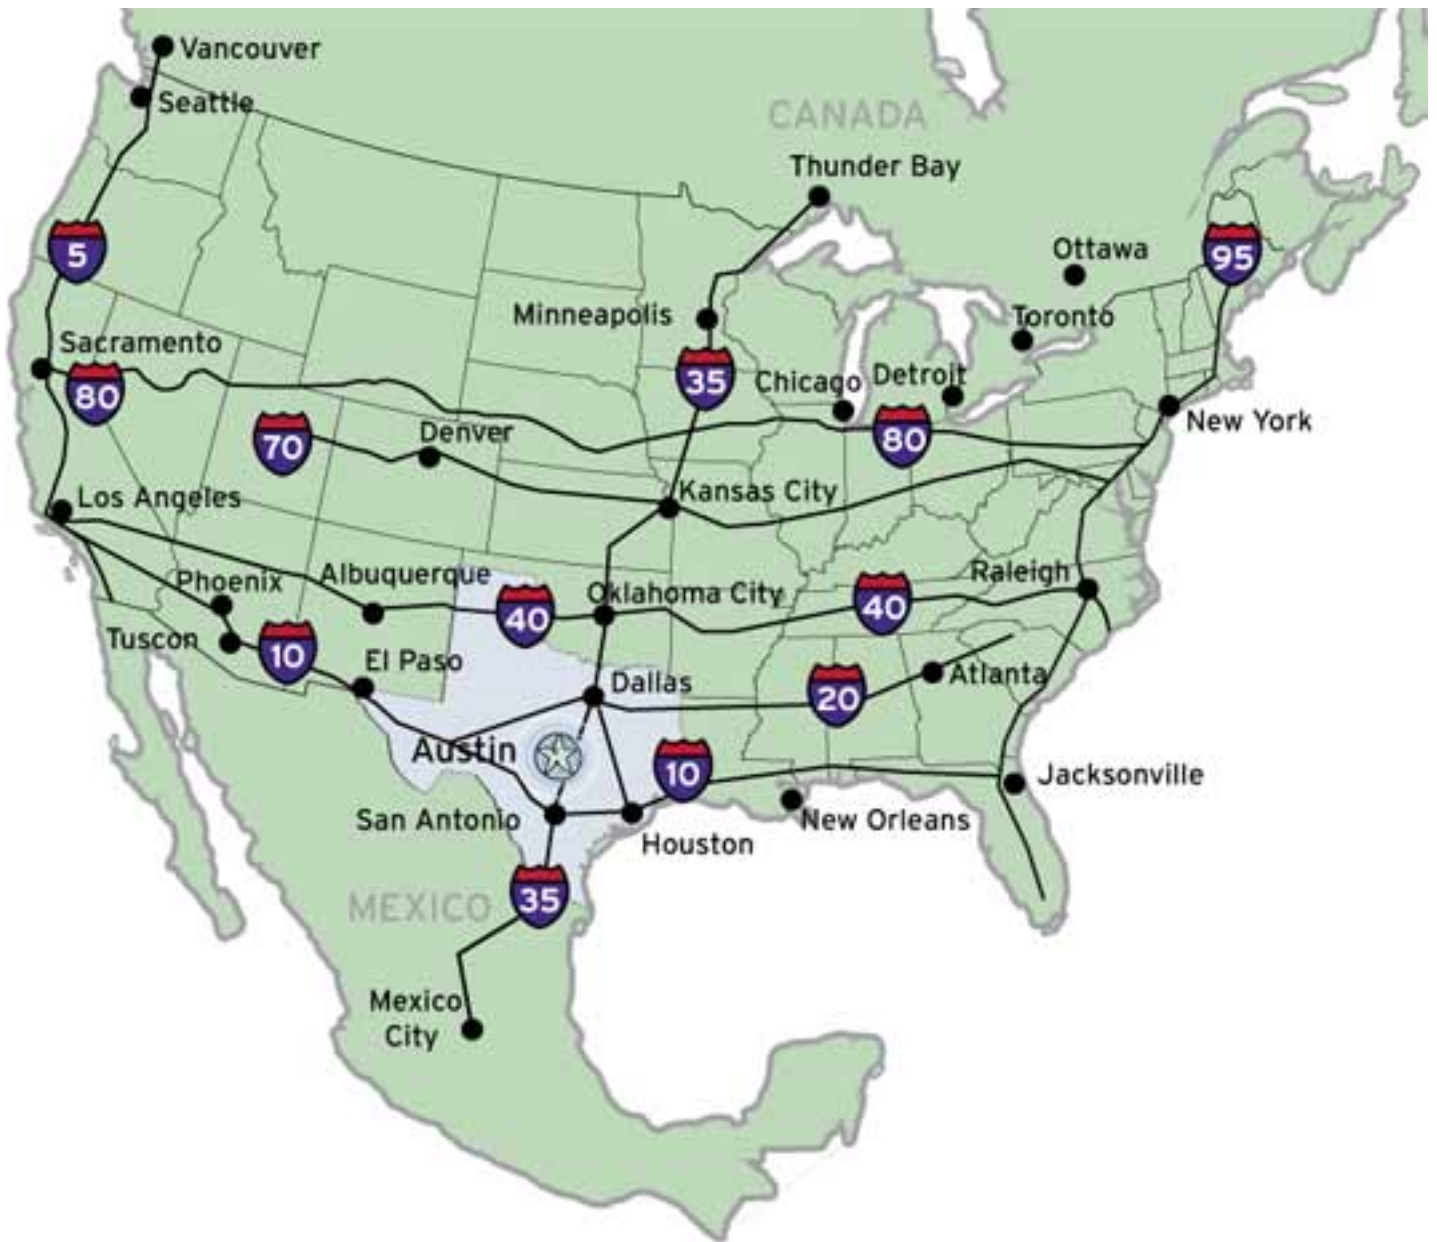 Vancouver
Seattle
CANADA
Thunder Bay
Ottawa
5
95
Toronto
Minneapolis
Sacramento
80
35
Chicago
Detroit
New York
70
Denver
80
Kansas City
Los Angeles
Phoenix
Albuquerque
Oklahoma City
Raleigh
40
40
Tuscon
10
El Paso
Dallas
20
Atlanta
Austin
10
Jacksonville
San Antonio
New Orleans
Houston
35
MEXICO
Mexico
City